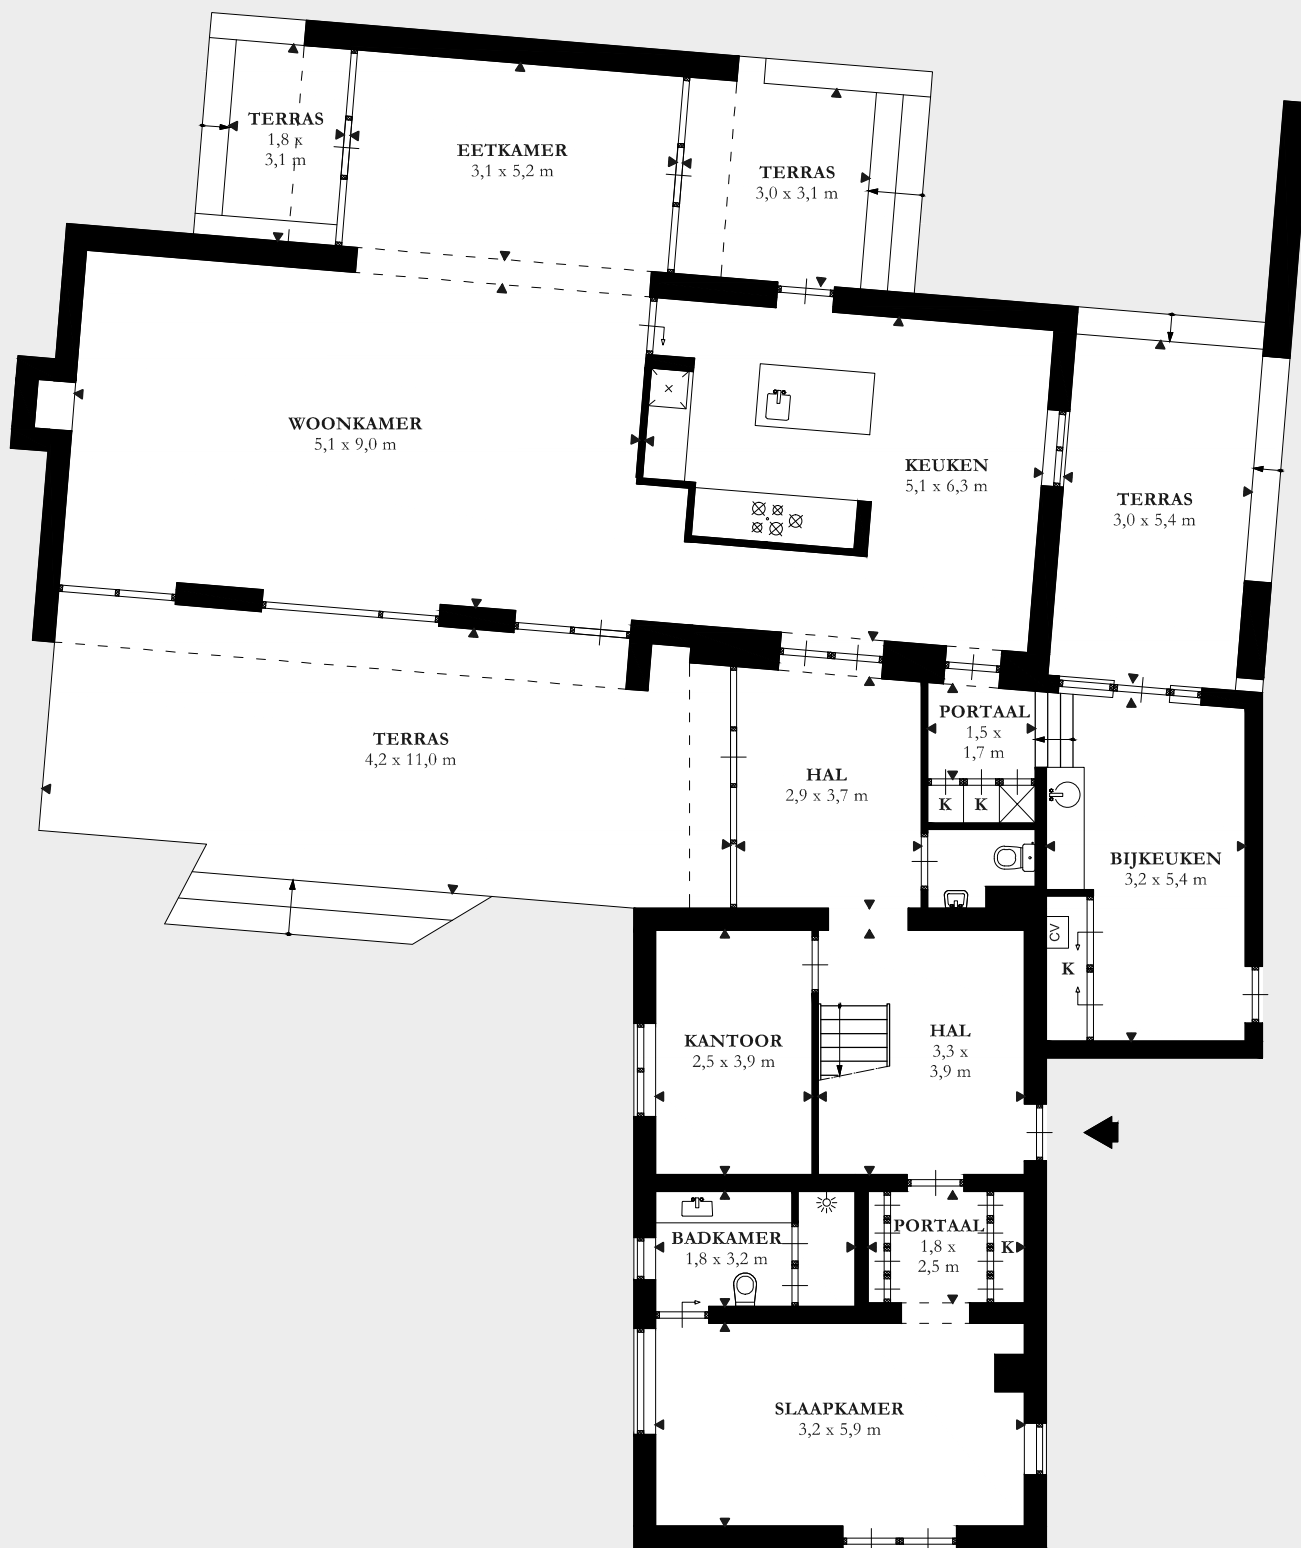 TERRAS
1,8 x
3,1 m
EETKAMER
3,1 x 5,2 m
TERRAS
3,0 x 3,1 m
WOONKAMER
5,1 x 9,0 m
KEUKEN
5,1 x 6,3 m
TERRAS
3,0 x 5,4 m
TERRAS
4,2 x 11,0 m
HAL
2,9 x 3,7 m
PORTAAL
1,5 x
1,7 m
K K
BIJKEUKEN
3,2 x 5,4 m
CV
K
KANTOOR
2,5 x 3,9 m
HAL
3,3 x
3,9 m
BADKAMER
1,8 x 3,2 m
PORTAAL
1,8 x
2,5 m
K
SLAAPKAMER
3,2 x 5,9 m